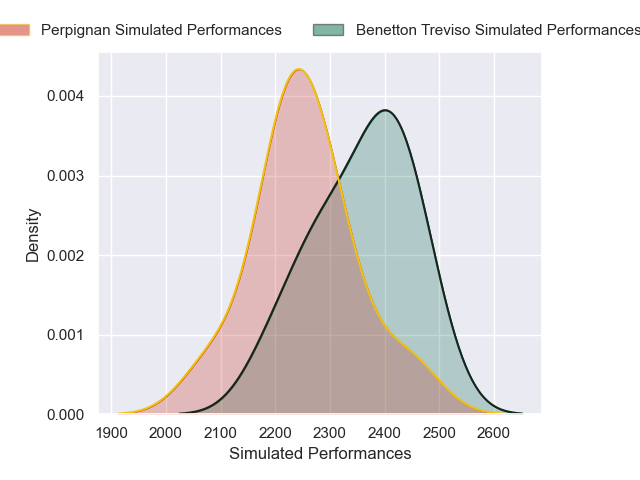 Perpignan Simulated Performances Benetton Treviso Simulated Performances
0.004
0.003
Density
0.002
0.001
0.000
1900 2000 2100 2200 2300 2400 2500 2600
Simulated Performances